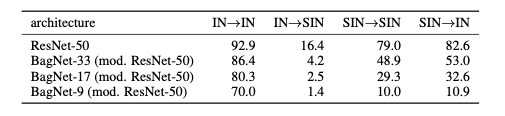 architecture IN→IN IN→SIN SIN→SIN SIN→IN
ResNet-50 92.9 16.4 79.0 82.6
BagNet-33 (mod. ResNet-50) 86.4 4.2 48.9 53.0
BagNet-17 (mod. ResNet-50) 80.3 2.5 29.3 32.6
BagNet-9 (mod. ResNet-50) 70.0 1.4 10.0 10.9